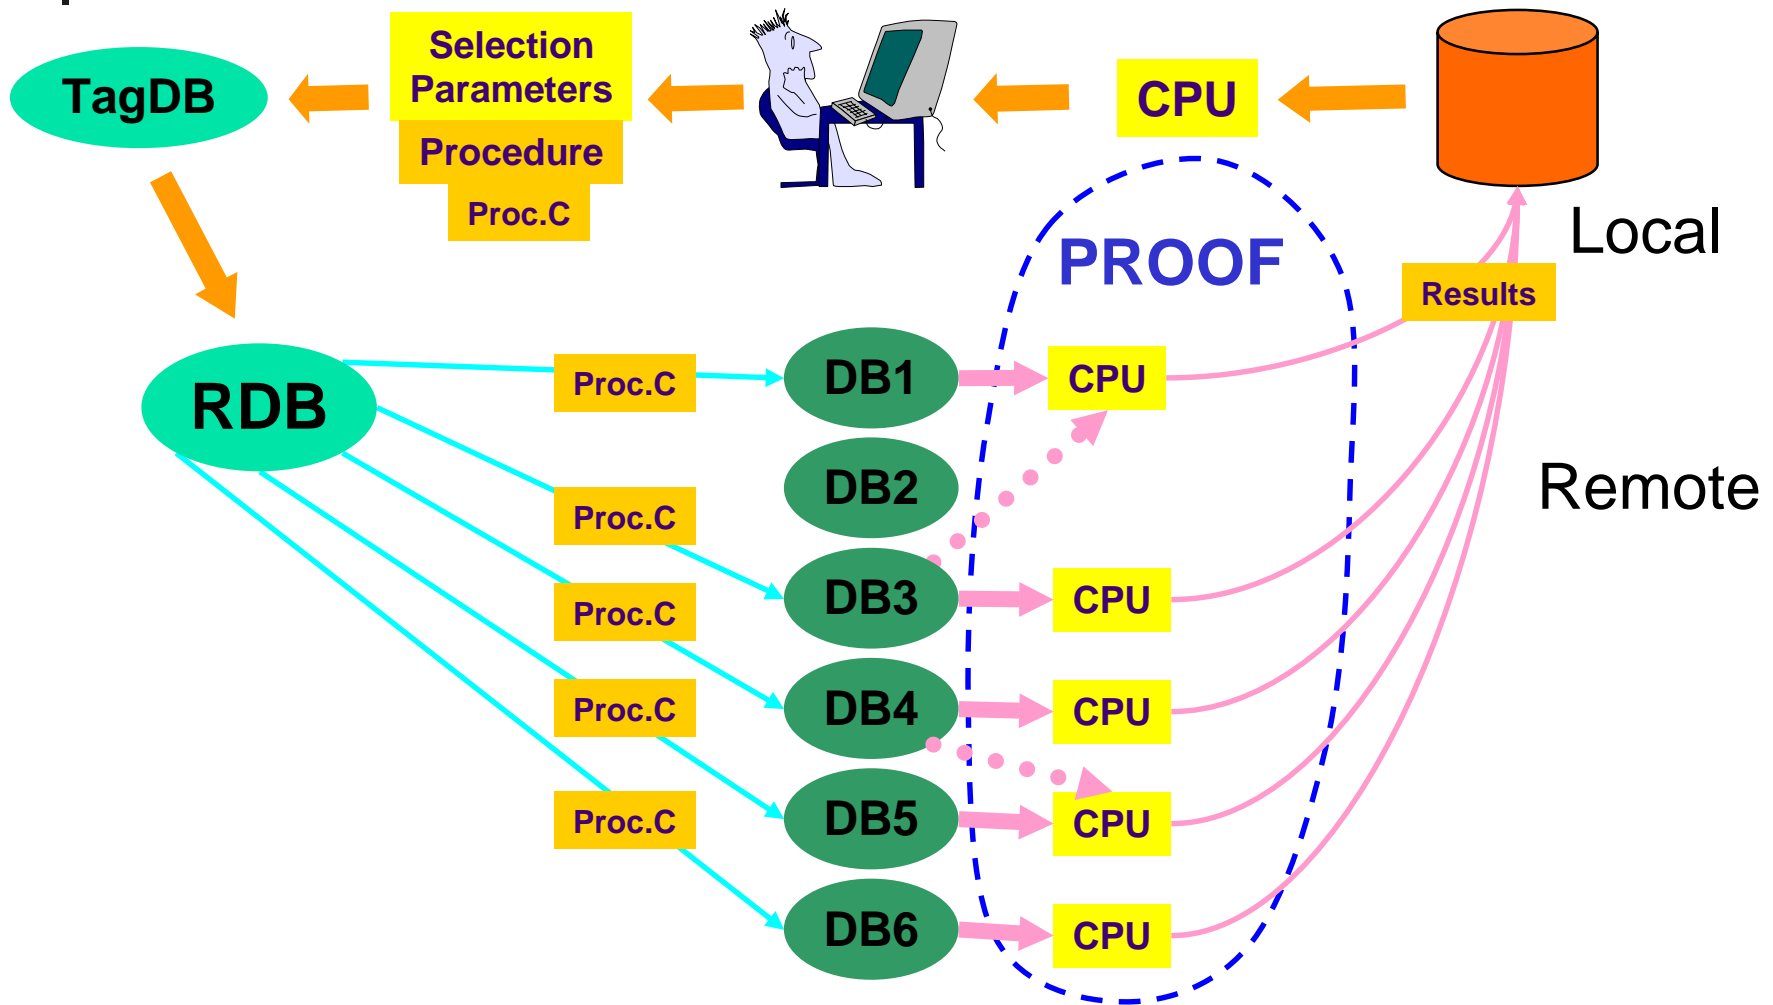 TagDB
Selection
Parameters
Procedure
Proc.C
CPU
Local
PROOF
Results
RDB
Proc.C
DB1
CPU
DB2
Remote
Proc.C
DB3
CPU
Proc.C
DB4
CPU
Proc.C
DB5
CPU
Proc.C
DB6
CPU